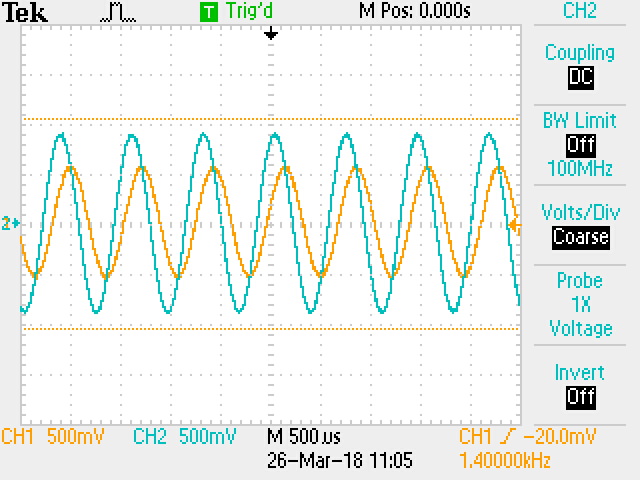 Tek T Trig'd M Pos: 0.000s CH2
Coupling
DC
BW Limit
Off
100MHz
2
Volts/Div
Coarse
Probe
1X
Voltage
Invert
Off
CH1 500mV CH2 500mV M 500µs CH1 -20.0mV
26-Mar-18 11:05 1.40000kHz